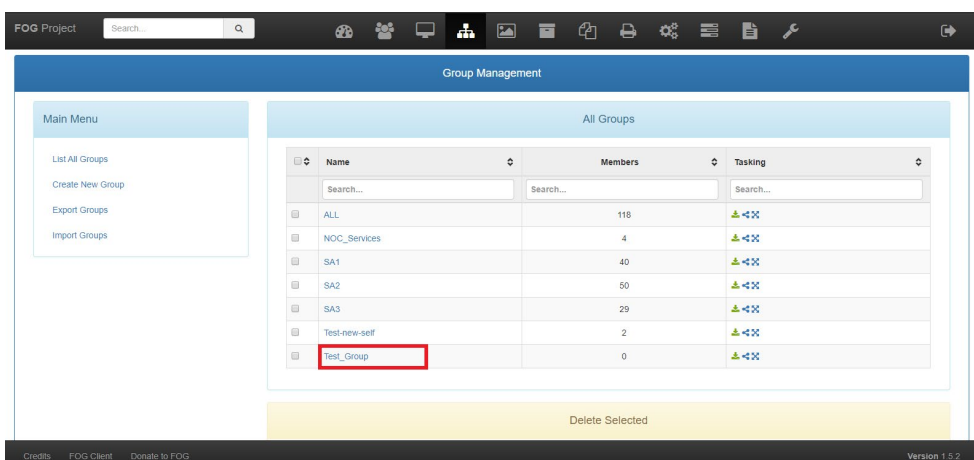 FOG Project
Search...
Group Management
Main Menu
List All Groups
Create New Group
Export Groups
Import Groups
All Groups
Name Members Tasking
Search... Search... Search...
ALL 118
NOC_Services 4
SA1 40
SA2 50
SA3 29
Test-new-self 2
Test_Group 0
Delete Selected
Credits FOG Client Donate to FOG Version 1.5.2